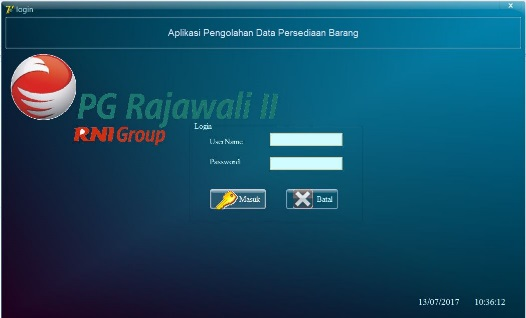 login
x
Aplikasi Pengolahan Data Persediaan Barang
PG Rajawali II
RNI Group
Login
User Name
Password
Masuk
Batal
13/07/2017 10:36:12